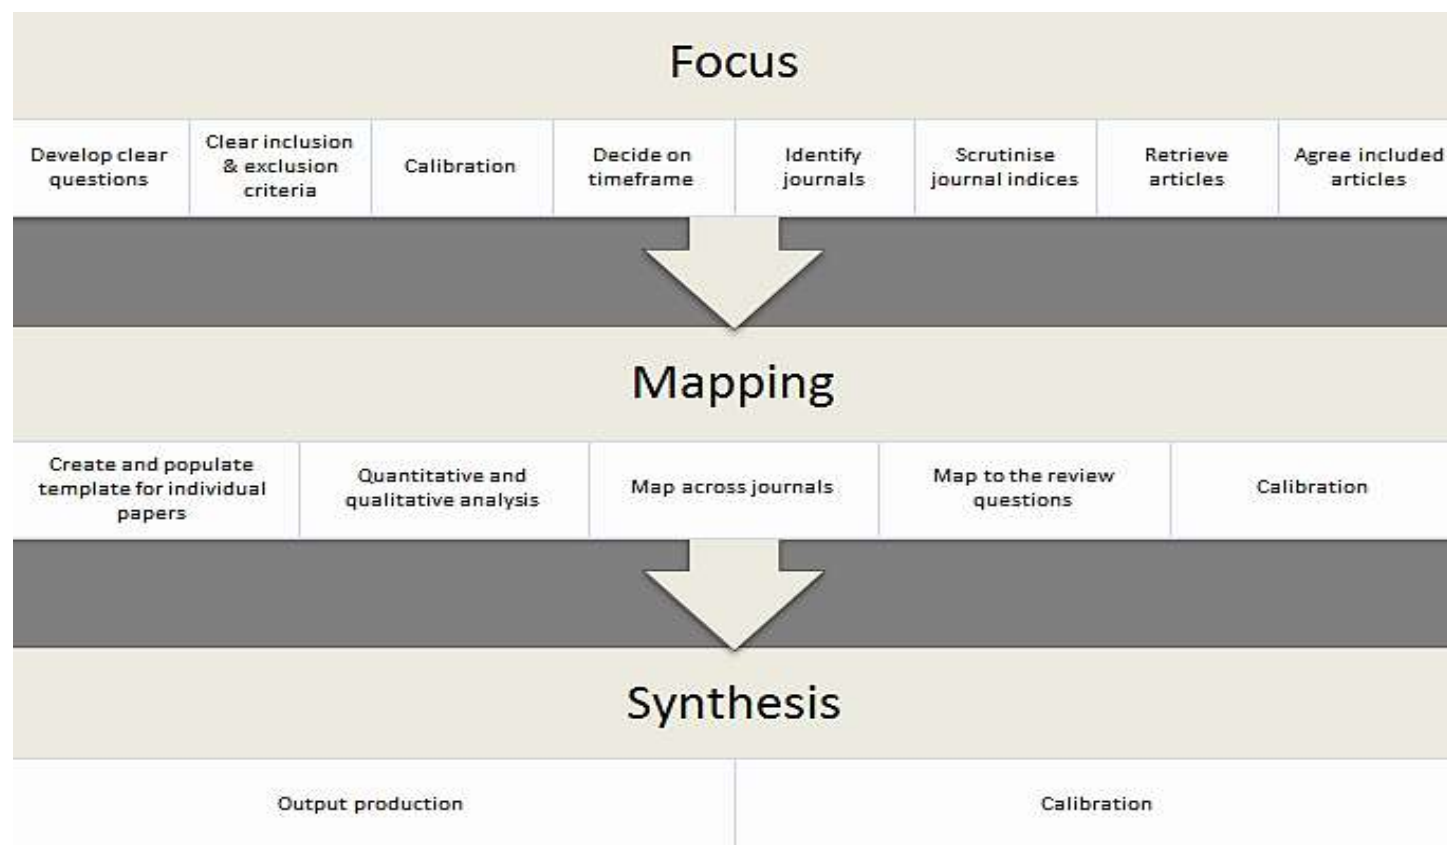 Focus
Develop clear
questions
Clear inclusion
& exclusion
criteria
Calibration
Decide on
timeframe
Identify
journals
Scrutinise
journal indices
Retrieve
articles
Agree included
articles
Mapping
Create and populate
template for individual
papers
Quantitative and
qualitative analysis
Map across journals
Map to the review
questions
Calibration
Synthesis
Output production
Calibration